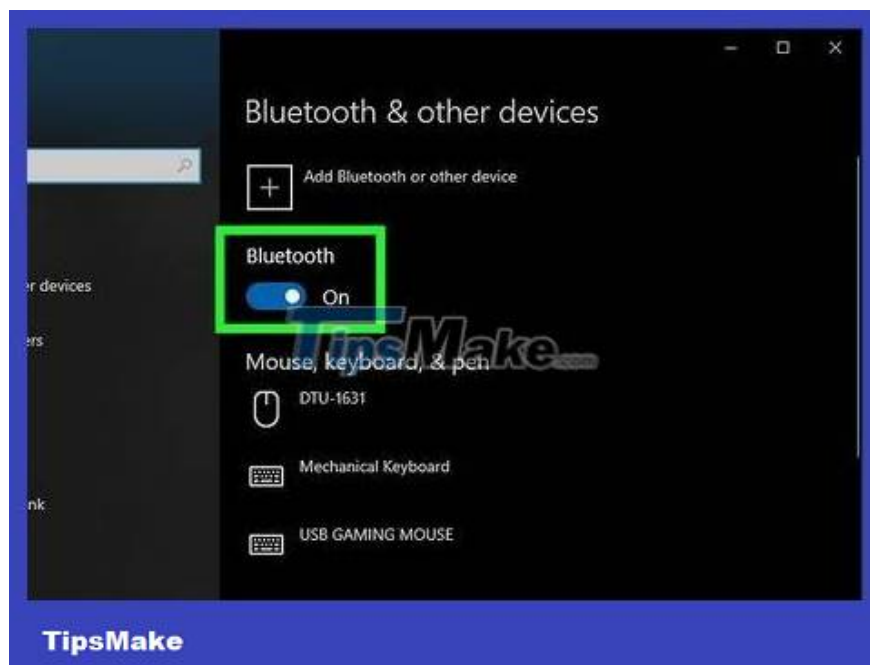 Bluetooth & other devices
Add Bluetooth or other device
Bluetooth
r devices
On
ers
TipsMake.com
Mouse, keyboard, & pen
DTU-1631
Mechanical Keyboard
nk
USB GAMING MOUSE
TipsMake